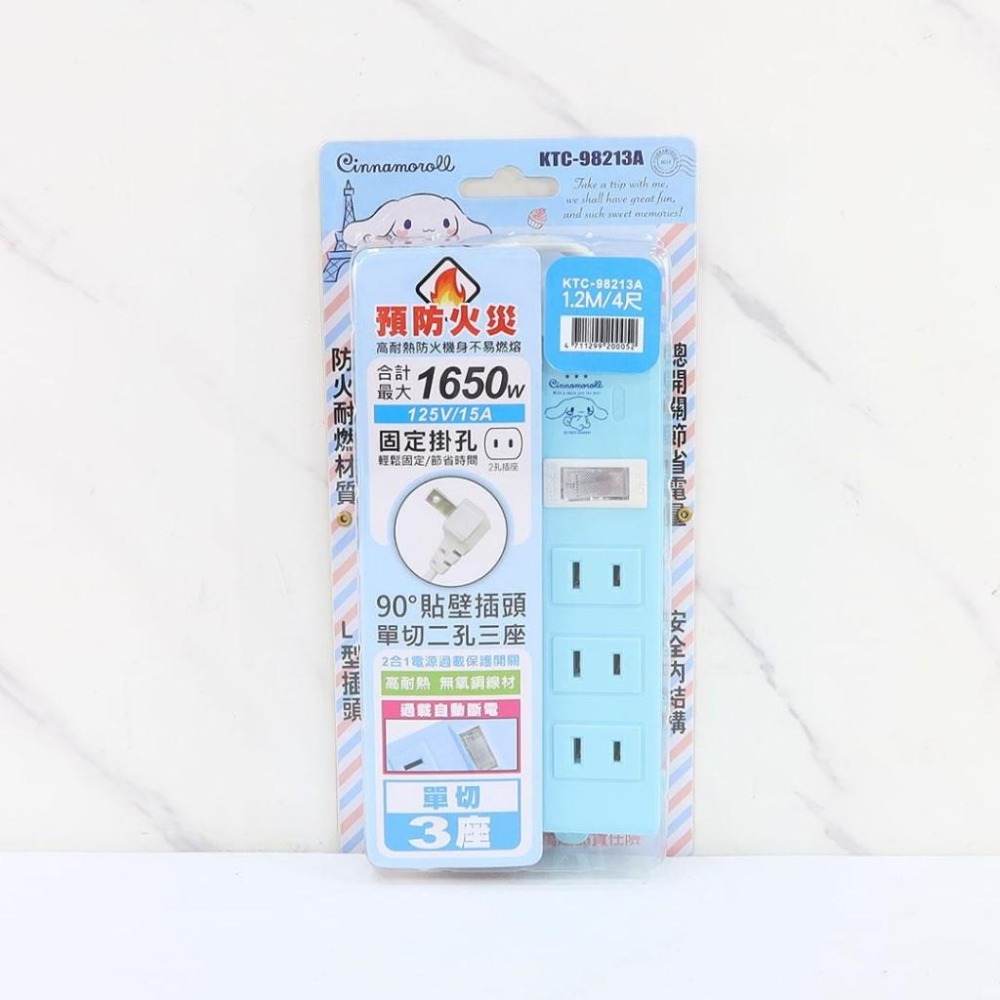 Cinnamoroll
KTC-98213A
Take a trip with me,
we shall have great fun,
and such sweet memories!
預防火災
高耐熱防火機身不易燃熔
合計
最大 1650W
125V/15A
固定掛孔
輕鬆固定/節省時間
2孔插座
90°貼壁插頭
單切二孔三座
2合1電源過載保護開關
高耐熱 無氧銅線材
過載自動斷電
單切
3座
KTC-98213A
1.2M/4尺
4 711299 200052
Cinnamoroll
防火耐燃材質
L型插頭
總開關節省電量
安全內結構